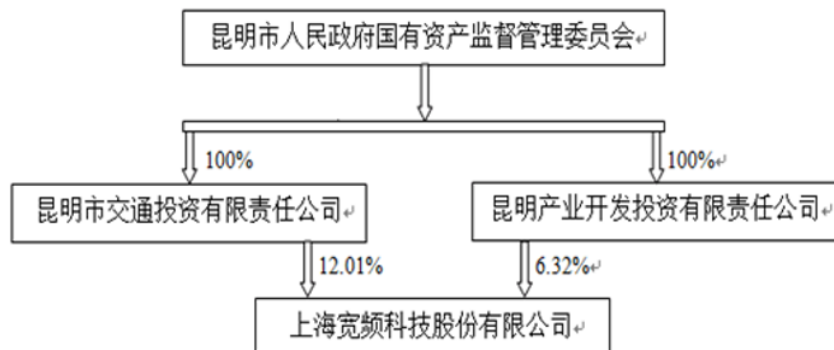 昆明市人民政府国有资产监督管理委员会
100%
100%
昆明市交通投资有限责任公司
昆明产业开发投资有限责任公司
12.01%
6.32%
上海宽频科技股份有限公司